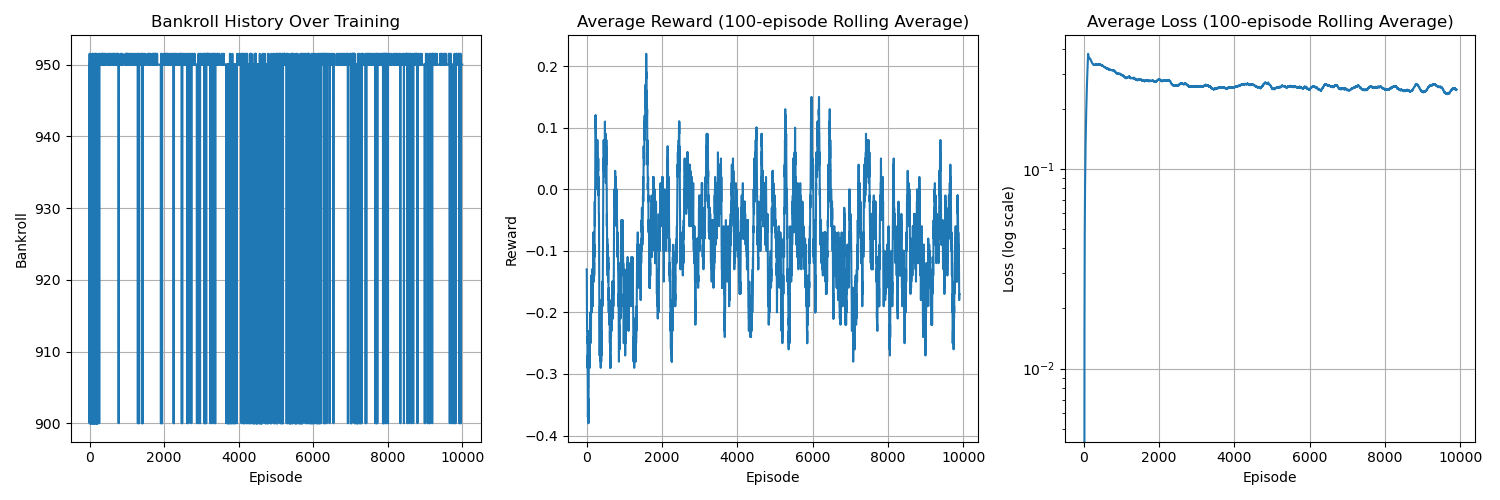 Bankroll History Over Training
950
940
930
920
910
900
Bankroll
0 2000 4000 6000 8000 10000
Episode
Average Reward (100-episode Rolling Average)
0.2
0.1
0.0
−0.1
−0.2
−0.3
−0.4
Reward
0 2000 4000 6000 8000 10000
Episode
Average Loss (100-episode Rolling Average)
10⁻¹
10⁻²
Loss (log scale)
0 2000 4000 6000 8000 10000
Episode